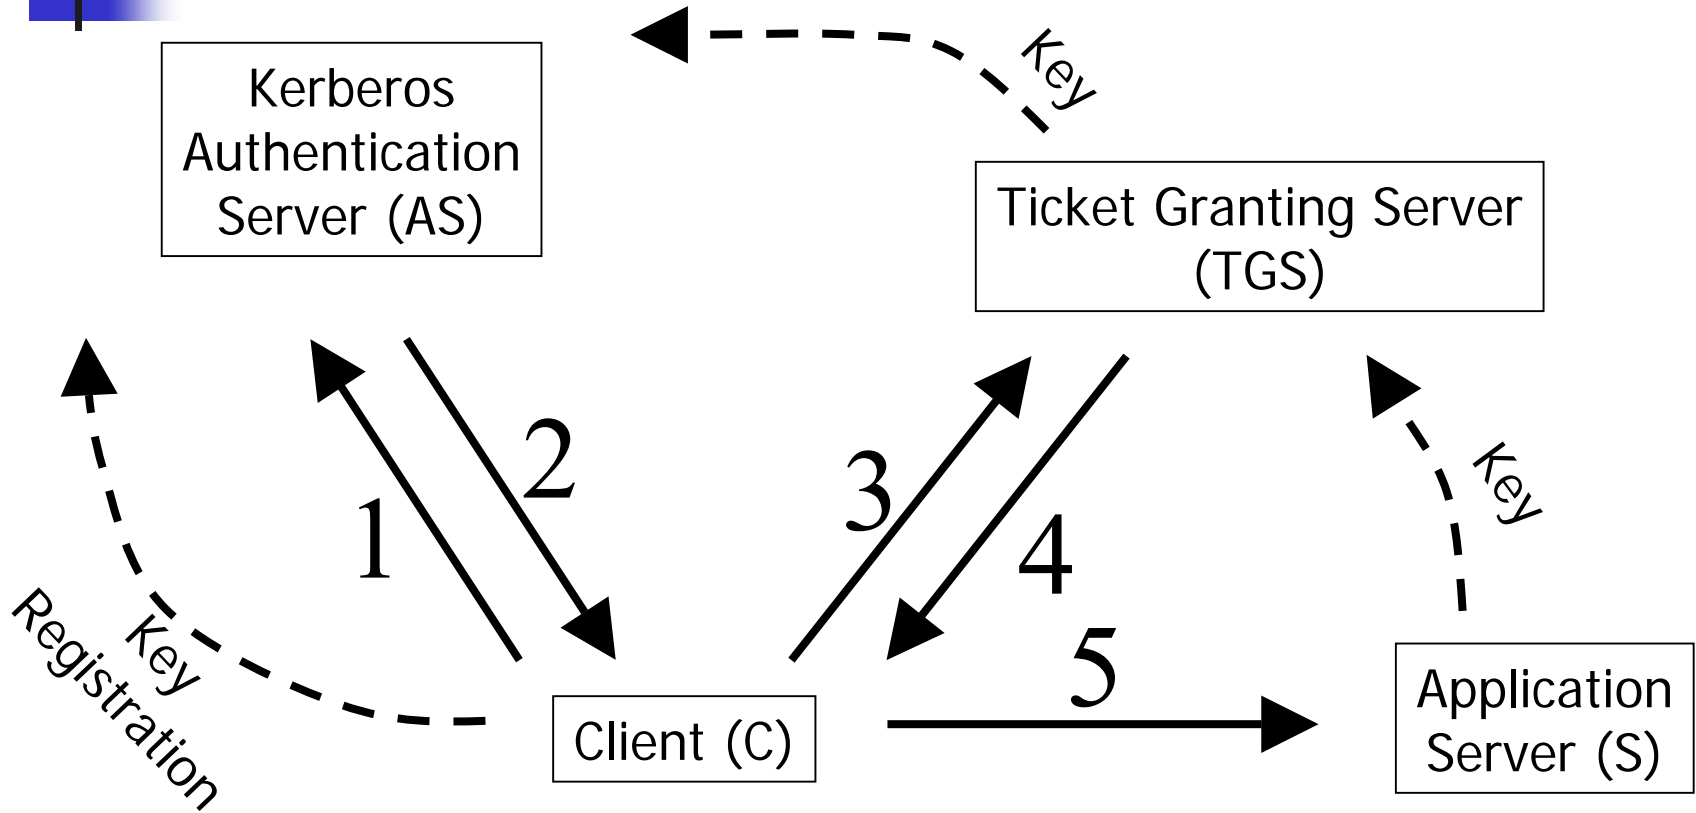 Key
Kerberos
Authentication
Server (AS)
Ticket Granting Server
(TGS)
1
2
3
4
Key
5
Key
Registration
Client (C)
Application
Server (S)